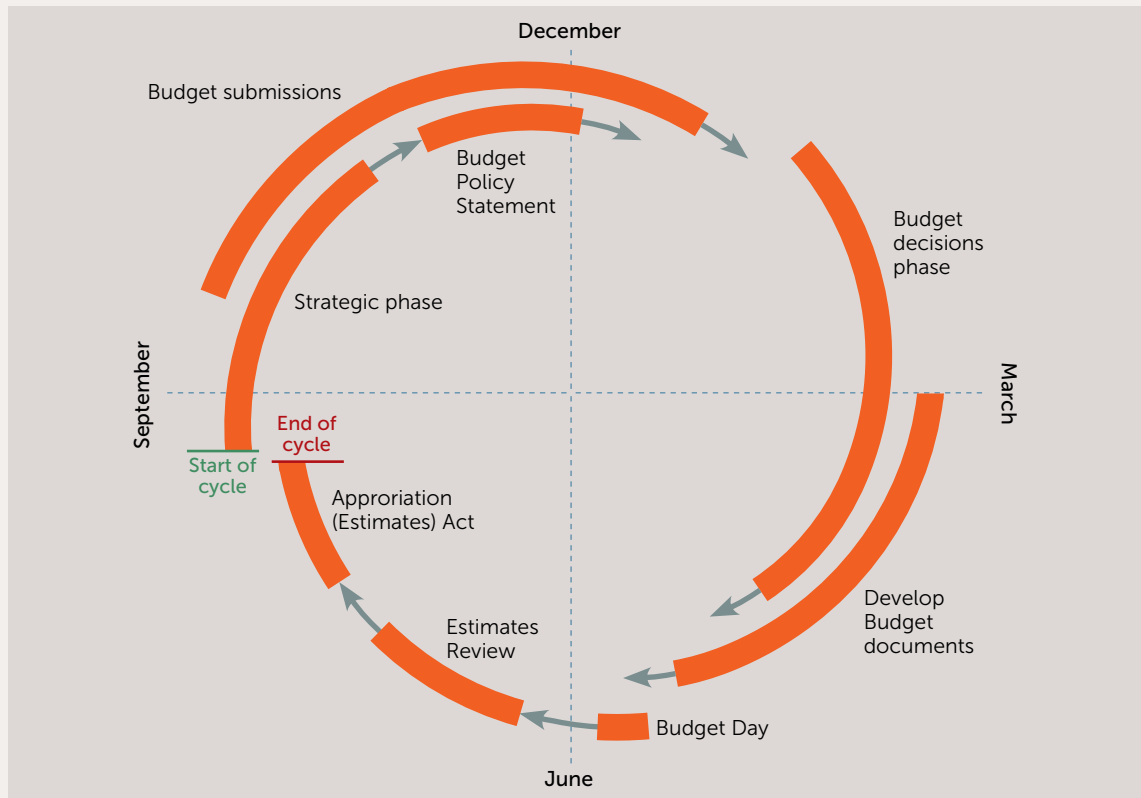 December
Budget submissions
Budget
Policy
Statement
Budget
decisions
phase
Strategic phase
September
March
End of
cycle
Start of
cycle
Approriation
(Estimates) Act
Develop
Budget
documents
Estimates
Review
Budget Day
June